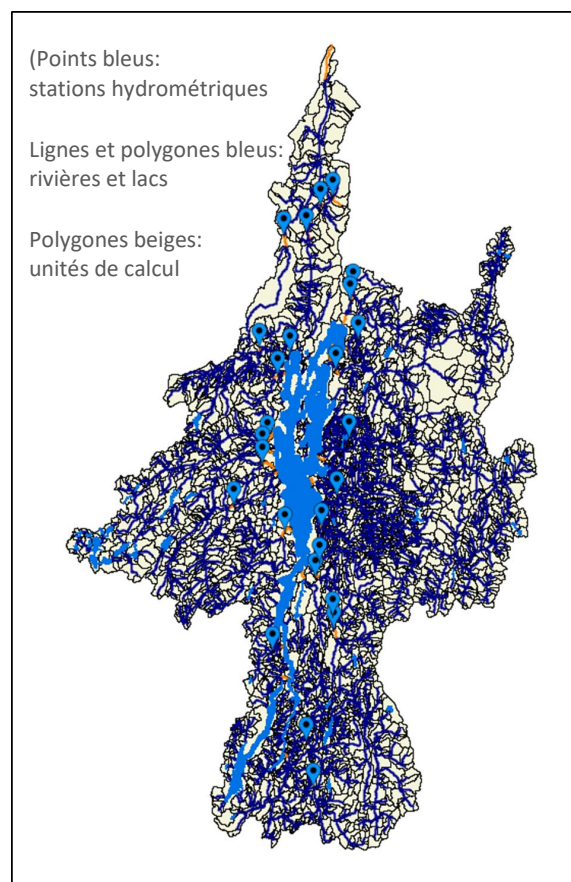 (Points bleus:
stations hydrométriques
Lignes et polygones bleus:
rivières et lacs
Polygones beiges:
unités de calcul